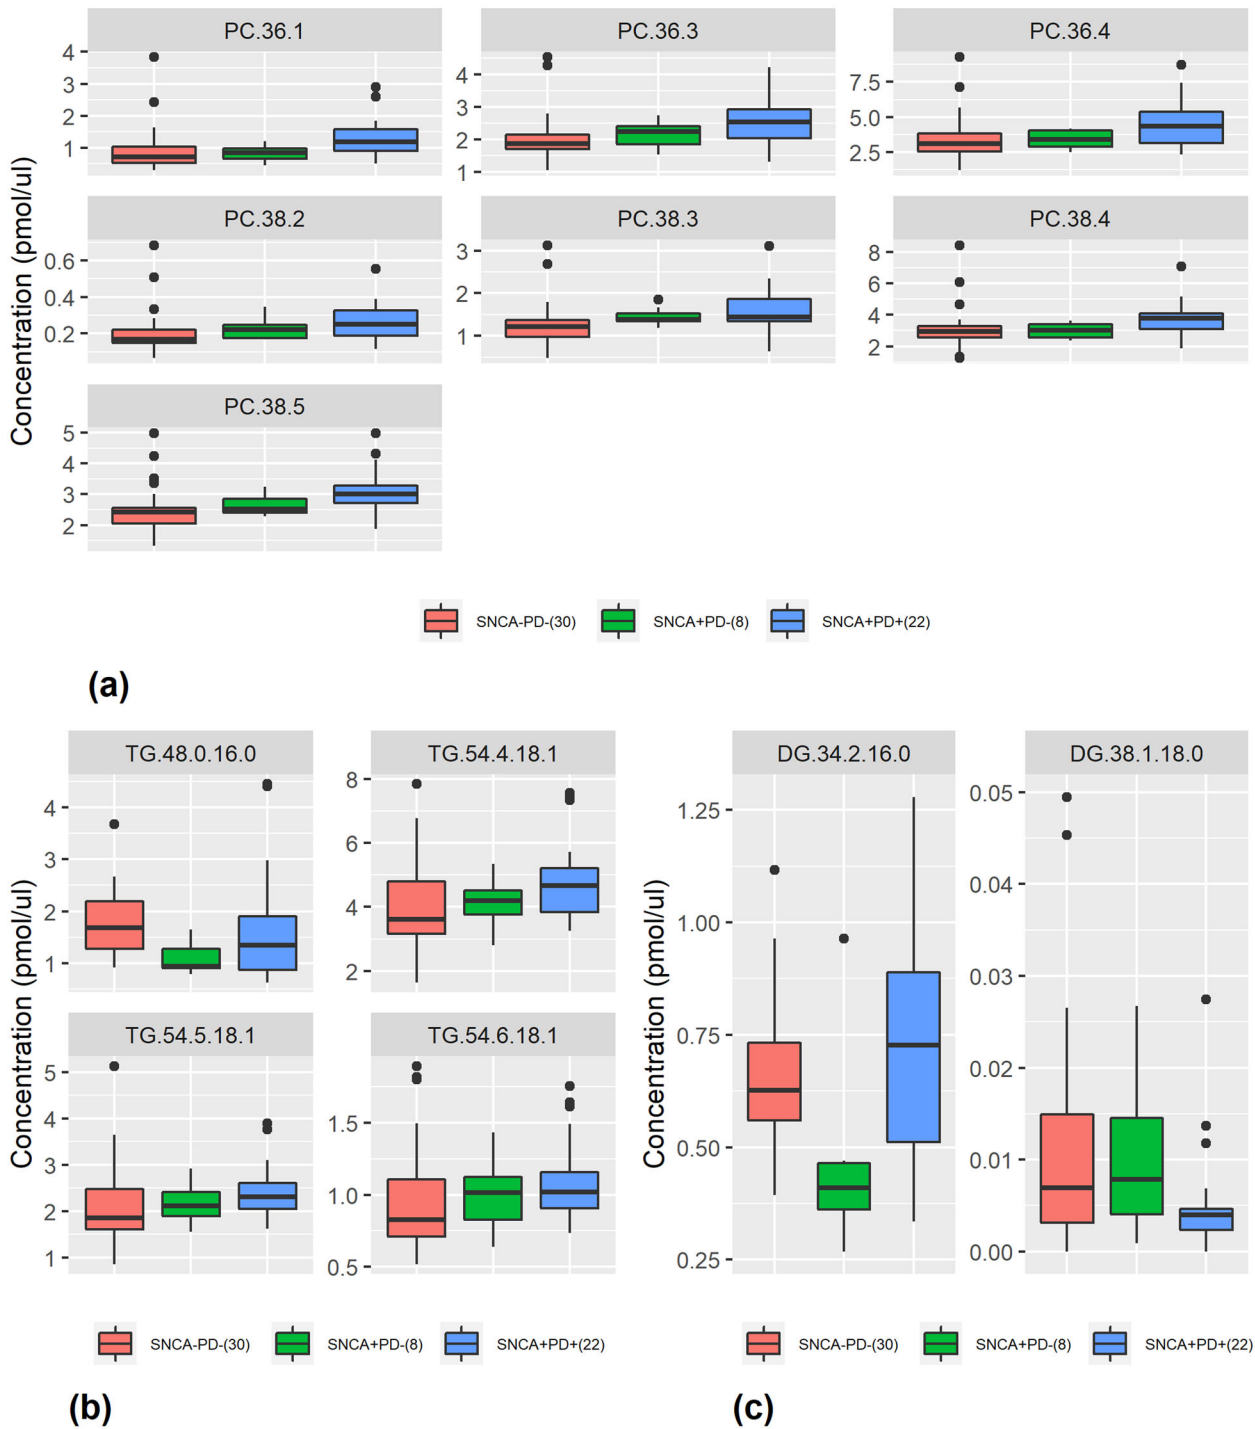 PC.36.1
PC.36.3
PC.36.4
4
3
2
1
4
3
2
1
7.5
5.0
2.5
PC.38.2
PC.38.3
PC.38.4
0.6
0.4
0.2
3
2
1
8
6
4
2
PC.38.5
5
4
3
2
Concentration (pmol/ul)
SNCA-PD-(30)
SNCA+PD-(8)
SNCA+PD+(22)
(a)
TG.48.0.16.0
TG.54.4.18.1
4
3
2
1
8
6
4
2
TG.54.5.18.1
TG.54.6.18.1
5
4
3
2
1
1.5
1.0
0.5
Concentration (pmol/ul)
SNCA-PD-(30)
SNCA+PD-(8)
SNCA+PD+(22)
(b)
DG.34.2.16.0
DG.38.1.18.0
1.25
1.00
0.75
0.50
0.25
0.05
0.04
0.03
0.02
0.01
0.00
Concentration (pmol/ul)
SNCA-PD-(30)
SNCA+PD-(8)
SNCA+PD+(22)
(c)